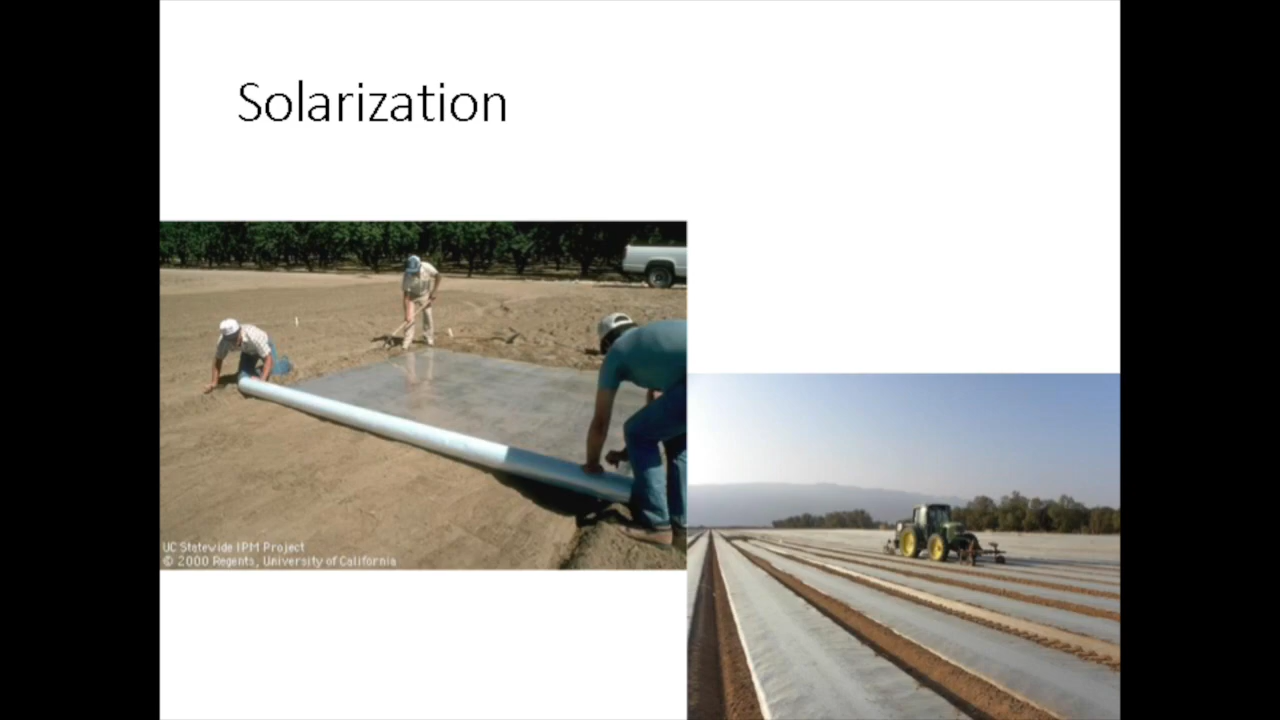 Solarization
UC Statewide IPM Project
© 2000 Regents, University of California